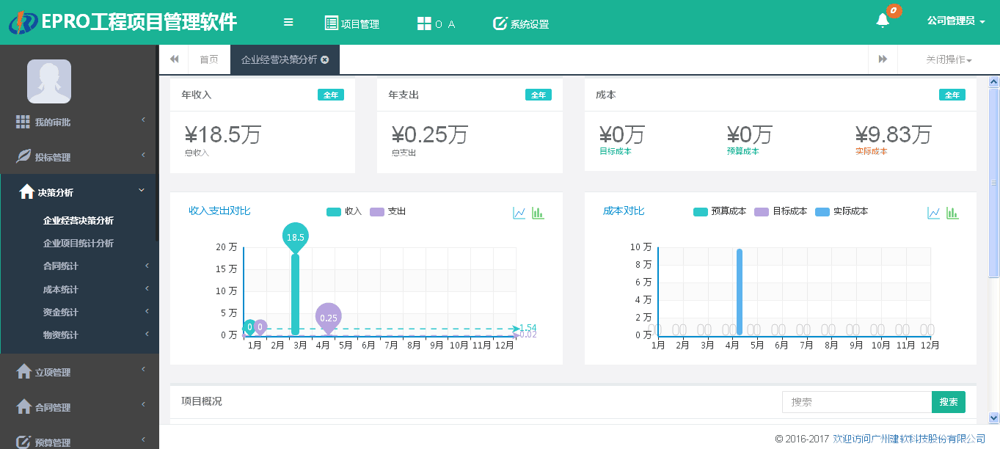 EPRO工程项目管理软件
项目管理
O A
系统设置
0
公司管理员
首页
企业经营决策分析
关闭操作
我的审批
投标管理
决策分析
企业经营决策分析
企业项目统计分析
合同统计
成本统计
资金统计
物资统计
立项管理
合同管理
预算管理
年收入 全年
¥18.5万
总收入
年支出 全年
¥0.25万
总支出
成本 全年
¥0万 ¥0万 ¥9.83万
目标成本 预算成本 实际成本
收入支出对比 收入 支出
18.5
20 万
15 万
10 万
5 万
0.25
0 0
1.54
0.02
0 万
1月 2月 3月 4月 5月 6月 7月 8月 9月 10月 11月 12月
成本对比 预算成本 目标成本 实际成本
10 万
8 万
6 万
4 万
2 万
00 00 00 00 00 00 00 00 00 00 00 00
0 万
1月 2月 3月 4月 5月 6月 7月 8月 9月 10月 11月 12月
项目概况 搜索 搜索
© 2016-2017 欢迎访问广州建软科技股份有限公司